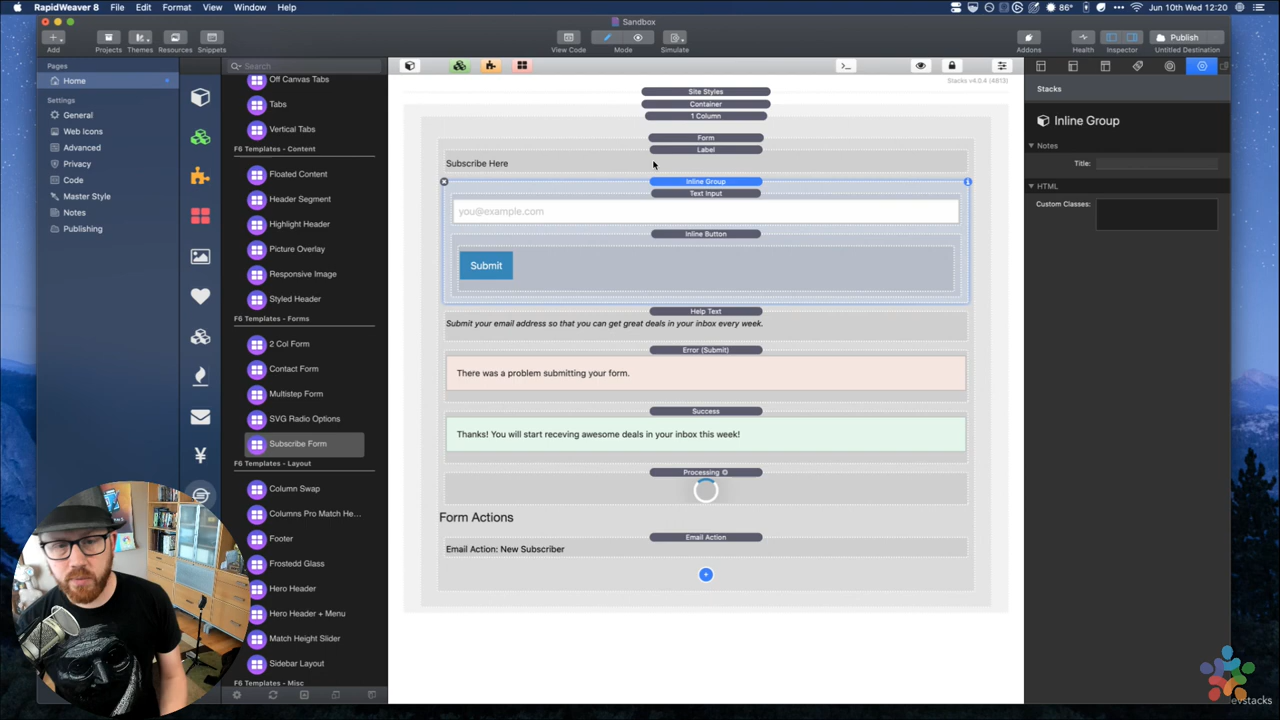 RapidWeaver 8 File Edit Format View Window Help
86° Jun 10th Wed 12:20
Sandbox
Add Projects Themes Resources Snippets View Code Mode Simulate Addons Health Inspector Publish
Untitled Destination
Pages
Home
Settings
General
Web Icons
Advanced
Privacy
Code
Master Style
Notes
Publishing
Search
Off Canvas Tabs
Tabs
Vertical Tabs
F6 Templates - Content
Floated Content
Header Segment
Highlight Header
Picture Overlay
Responsive Image
Styled Header
F6 Templates - Forms
2 Col Form
Contact Form
Multistep Form
SVG Radio Options
Subscribe Form
F6 Templates - Layout
Column Swap
Columns Pro Match He...
Footer
Frostedd Glass
Hero Header
Hero Header + Menu
Match Height Slider
Sidebar Layout
F6 Templates - Misc
Stacks v4.0.4 (4813)
Site Styles
Container
1 Column
Form
Label
Subscribe Here
Inline Group
Text Input
you@example.com
Inline Button
Submit
Help Text
Submit your email address so that you can get great deals in your inbox every week.
Error (Submit)
There was a problem submitting your form.
Success
Thanks! You will start receving awesome deals in your inbox this week!
Processing
Form Actions
Email Action
Email Action: New Subscriber
Stacks
Inline Group
Notes
Title:
HTML
Custom Classes:
evstacks